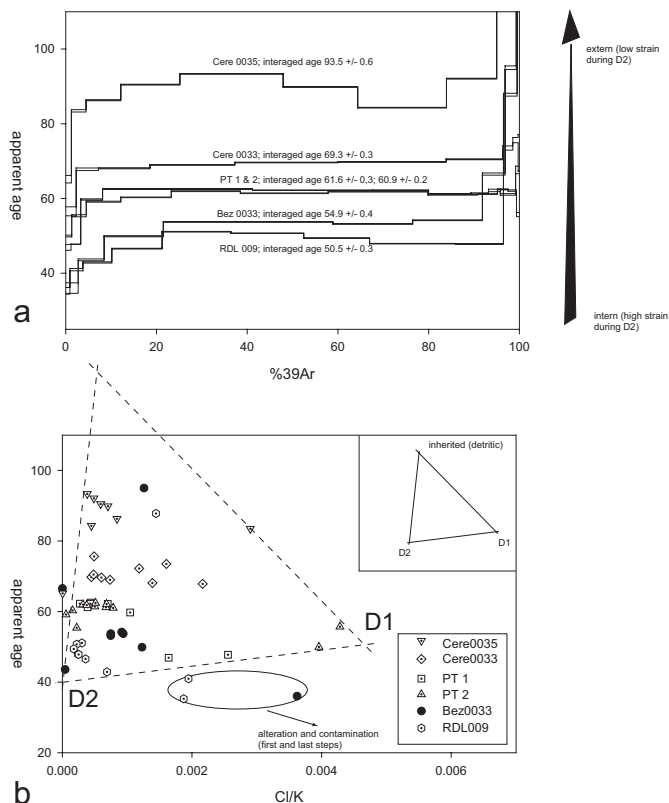 100
80
60
40
apparent age
Cere 0035; interaged age 93.5 +/- 0.6
Cere 0033; interaged age 69.3 +/- 0.3
PT 1 & 2; interaged age 61.6 +/- 0,3; 60.9 +/- 0.2
Bez 0033; interaged age 54.9 +/- 0.4
RDL 009; interaged age 50.5 +/- 0.3
extern (low strain
during D2)
intern (high strain
during D2)
a
0 20 40 60 80 100
%39Ar
100
80
60
40
20
apparent age
inherited (detritic)
D2
D1
D1
D2
Cere0035
Cere0033
PT 1
PT 2
Bez0033
RDL009
alteration and contamination
(first and last steps)
0.000 0.002 0.004 0.006
b
Cl/K